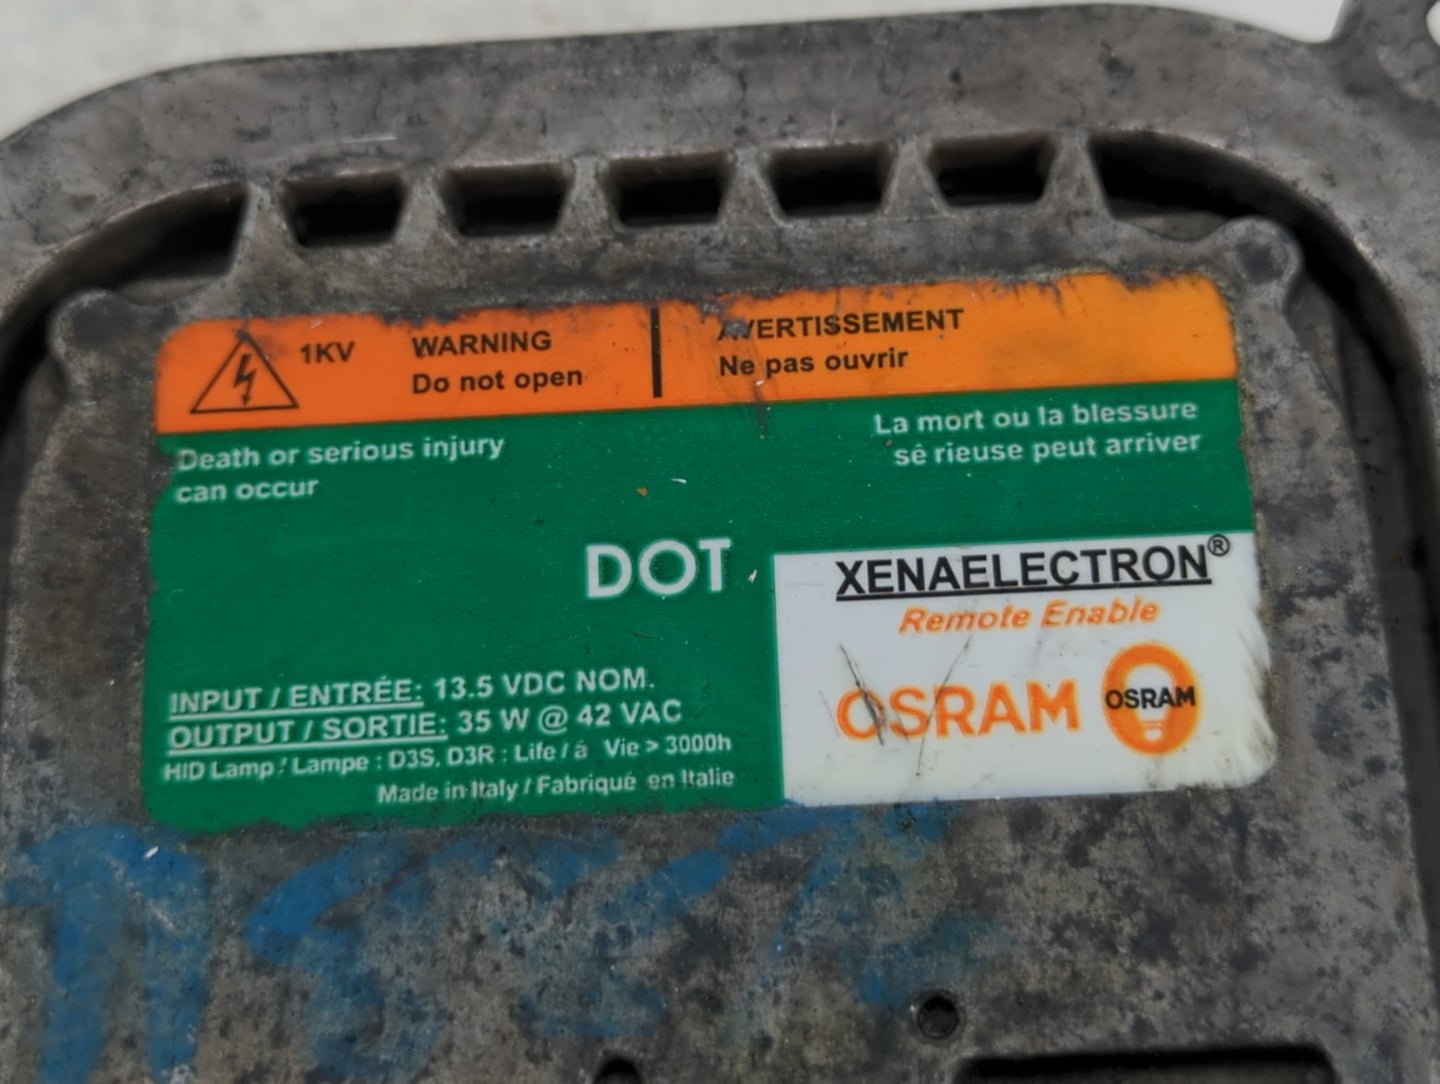 1KV
WARNING
Do not open
AVERTISSEMENT
Ne pas ouvrir
Death or serious injury
can occur
La mort ou la blessure
sé rieuse peut arriver
DOT
XENAELECTRON®
Remote Enable
OSRAM
OSRAM
INPUT / ENTRÉE: 13.5 VDC NOM.
OUTPUT / SORTIE: 35 W @ 42 VAC
HID Lamp / Lampe : D3S, D3R : Life / á Vie > 3000h
Made in Italy / Fabriqué en Italie